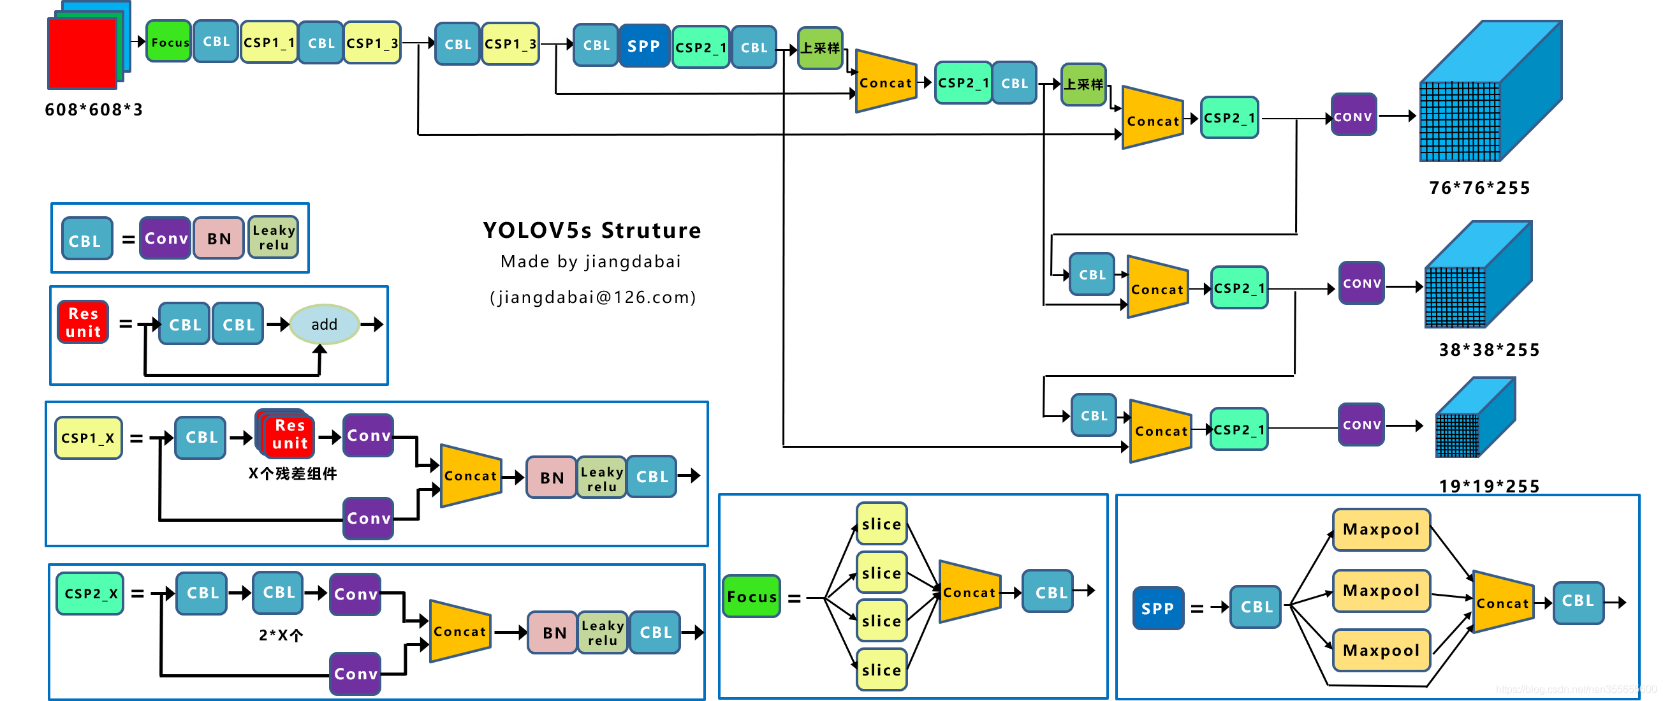 Focus CBL CSP1_1 CBL CSP1_3 CBL CSP1_3 CBL SPP CSP2_1 CBL 上采样
Concat CSP2_1 CBL 上采样
Concat CSP2_1 CONV
608*608*3
76*76*255
CBL = Conv BN Leaky relu
YOLOV5s Struture
Made by jiangdabai
(jiangdabai@126.com)
CBL Concat CSP2_1 CONV
38*38*255
Res unit = CBL CBL add
CBL Concat CSP2_1 CONV
19*19*255
CSP1_X = CBL Res unit Conv
X个残差组件
Concat BN Leaky relu CBL
Conv
CSP2_X = CBL CBL Conv
2*X个
Concat BN Leaky relu CBL
Conv
Focus = slice
slice
slice
slice
Concat CBL
SPP = CBL Maxpool
Maxpool
Maxpool
Concat CBL